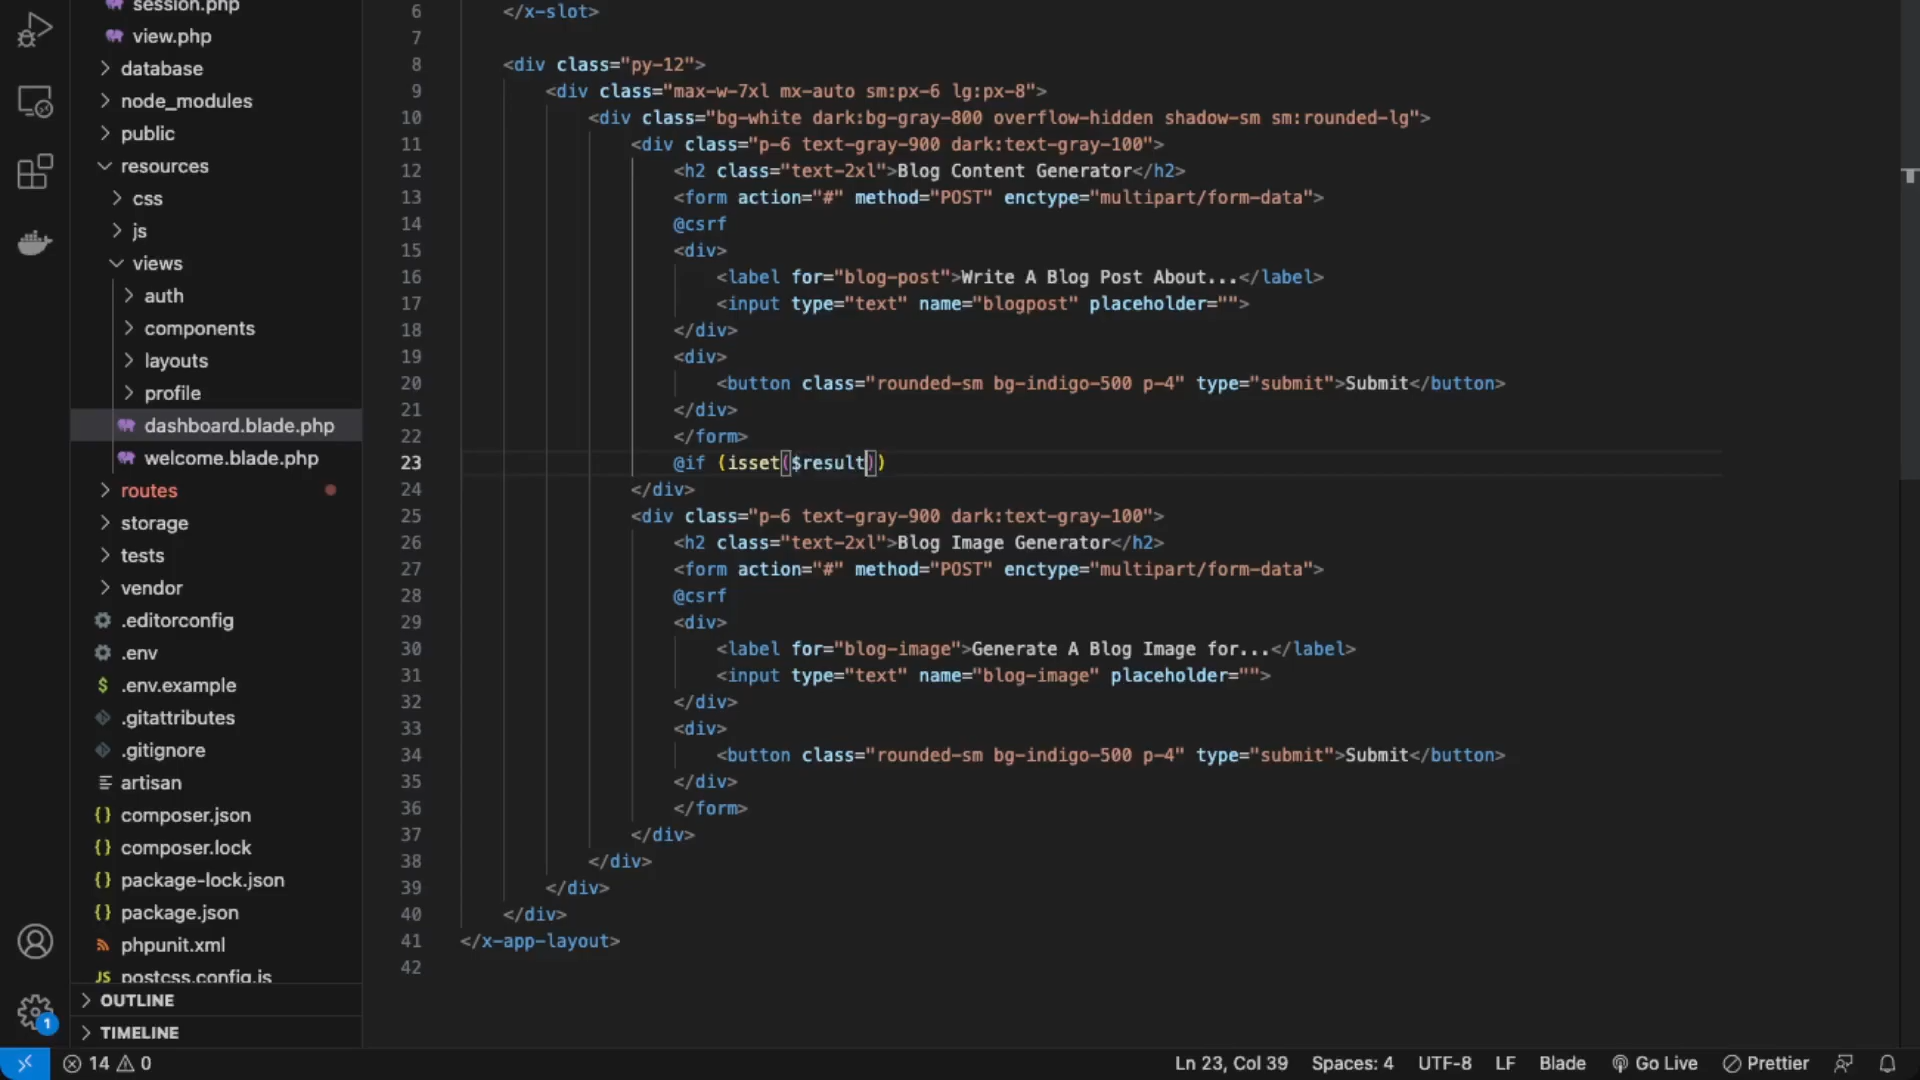 session.php
view.php
database
node_modules
public
resources
css
js
views
auth
components
layouts
profile
dashboard.blade.php
welcome.blade.php
routes
storage
tests
vendor
.editorconfig
.env
$ .env.example
.gitattributes
.gitignore
artisan
{} composer.json
{} composer.lock
{} package-lock.json
{} package.json
phpunit.xml
JS postcss.config.js
OUTLINE
TIMELINE
6 </x-slot>
7
8 <div class="py-12">
9 <div class="max-w-7xl mx-auto sm:px-6 lg:px-8">
10 <div class="bg-white dark:bg-gray-800 overflow-hidden shadow-sm sm:rounded-lg">
11 <div class="p-6 text-gray-900 dark:text-gray-100">
12 <h2 class="text-2xl">Blog Content Generator</h2>
13 <form action="#" method="POST" enctype="multipart/form-data">
14 @csrf
15 <div>
16 <label for="blog-post">Write A Blog Post About...</label>
17 <input type="text" name="blogpost" placeholder="">
18 </div>
19 <div>
20 <button class="rounded-sm bg-indigo-500 p-4" type="submit">Submit</button>
21 </div>
22 </form>
23 @if (isset($result))
24 </div>
25 <div class="p-6 text-gray-900 dark:text-gray-100">
26 <h2 class="text-2xl">Blog Image Generator</h2>
27 <form action="#" method="POST" enctype="multipart/form-data">
28 @csrf
29 <div>
30 <label for="blog-image">Generate A Blog Image for...</label>
31 <input type="text" name="blog-image" placeholder="">
32 </div>
33 <div>
34 <button class="rounded-sm bg-indigo-500 p-4" type="submit">Submit</button>
35 </div>
36 </form>
37 </div>
38 </div>
39 </div>
40 </div>
41 </x-app-layout>
42
1
14 0
Ln 23, Col 39 Spaces: 4 UTF-8 LF Blade Go Live Prettier